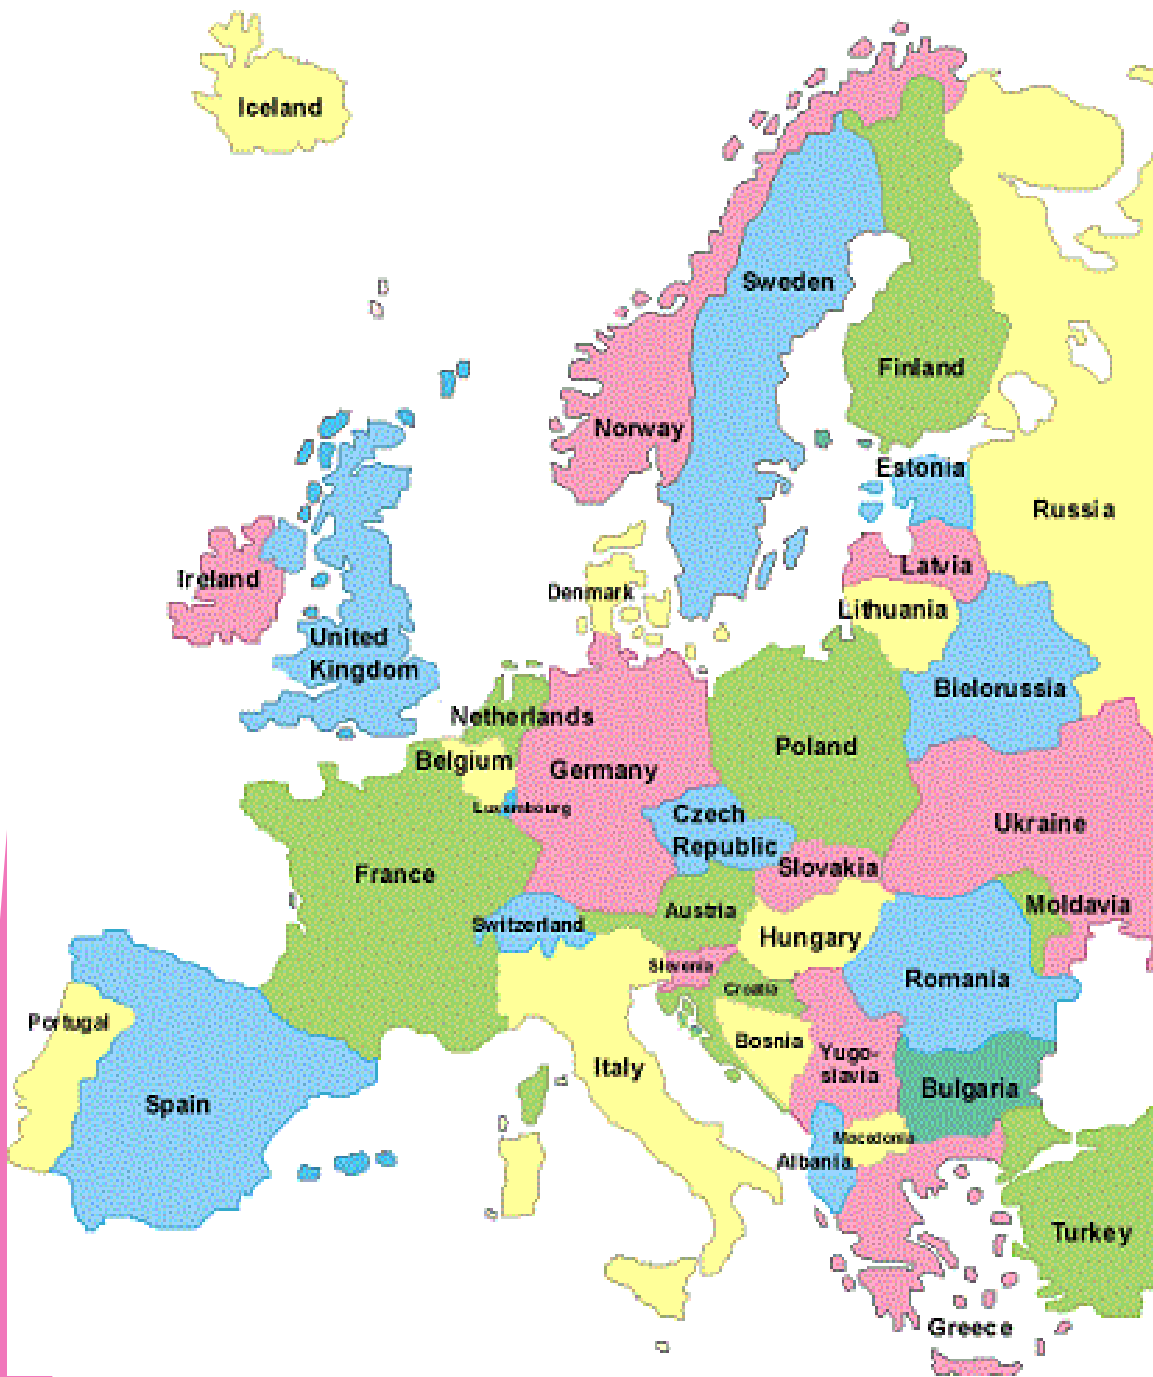 Iceland
Sweden
Finland
Norway
Estonia
Russia
Latvia
Ireland
Denmark
Lithuania
United
Kingdom
Bielorussia
Netherlands
Poland
Belgium
Germany
Luxembourg
Czech
Republic
Ukraine
Slovakia
France
Moldavia
Austria
Switzerland
Hungary
Slovenia
Romania
Croatia
Portugal
Bosnia
Yugo-
slavia
Italy
Bulgaria
Spain
Macedonia
Albania
Turkey
Greece